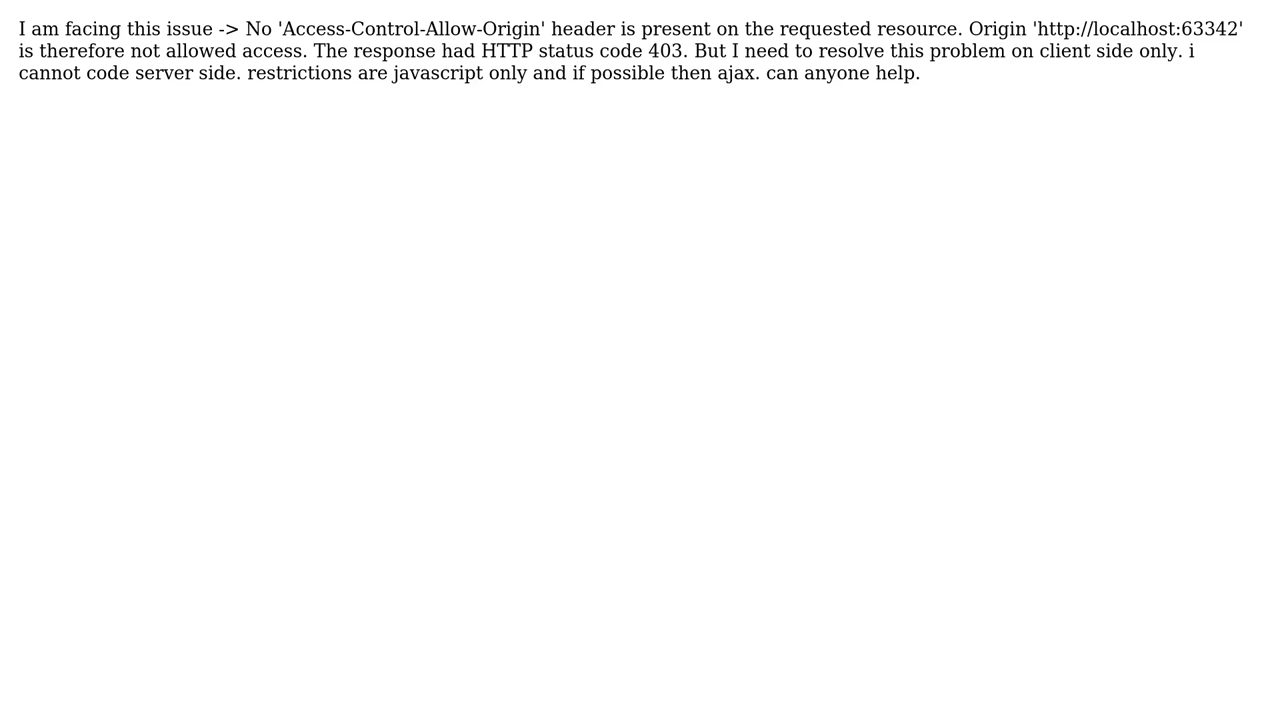 I am facing this issue -> No 'Access-Control-Allow-Origin' header is present on the requested resource. Origin 'http://localhost:63342'
is therefore not allowed access. The response had HTTP status code 403. But I need to resolve this problem on client side only. i
cannot code server side. restrictions are javascript only and if possible then ajax. can anyone help.